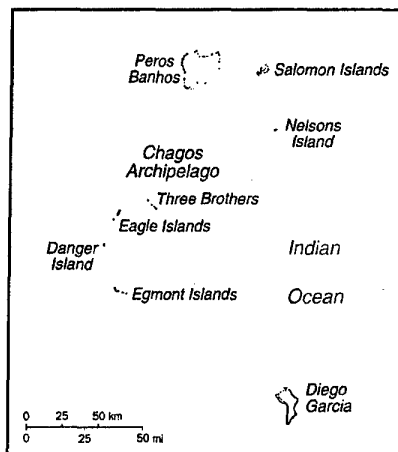 Peros
Banhos
Salomon Islands
Nelsons
Island
Chagos
Archipelago
Three Brothers
Eagle Islands
Danger
Island
Indian
Egmont Islands
Ocean
Diego
Garcia
0 25 50 km
0 25 50 mi